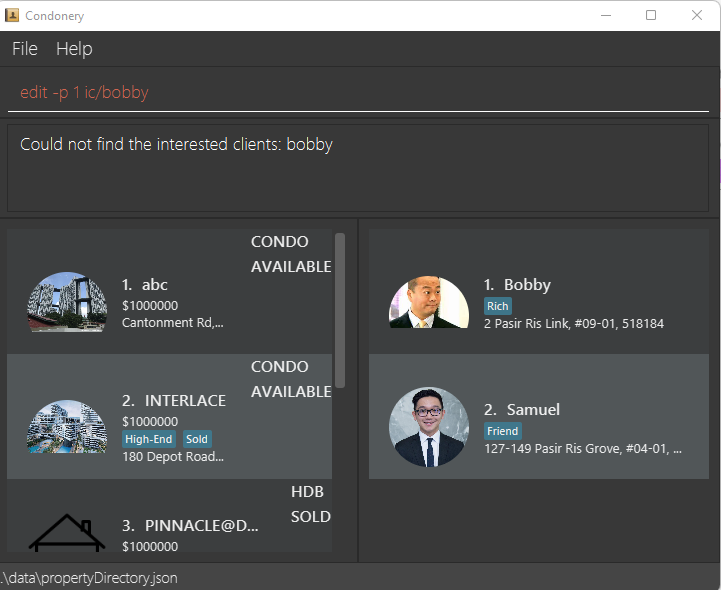 Condonery
File Help
edit -p 1 ic/bobby
Could not find the interested clients: bobby
CONDO
AVAILABLE
1. abc
$1000000
Cantonment Rd,...
CONDO
AVAILABLE
2. INTERLACE
$1000000
High-End Sold
180 Depot Road...
HDB
SOLD
3. PINNACLE@D...
$1000000
1. Bobby
Rich
2 Pasir Ris Link, #09-01, 518184
2. Samuel
Friend
127-149 Pasir Ris Grove, #04-01, ...
.\data\propertyDirectory.json